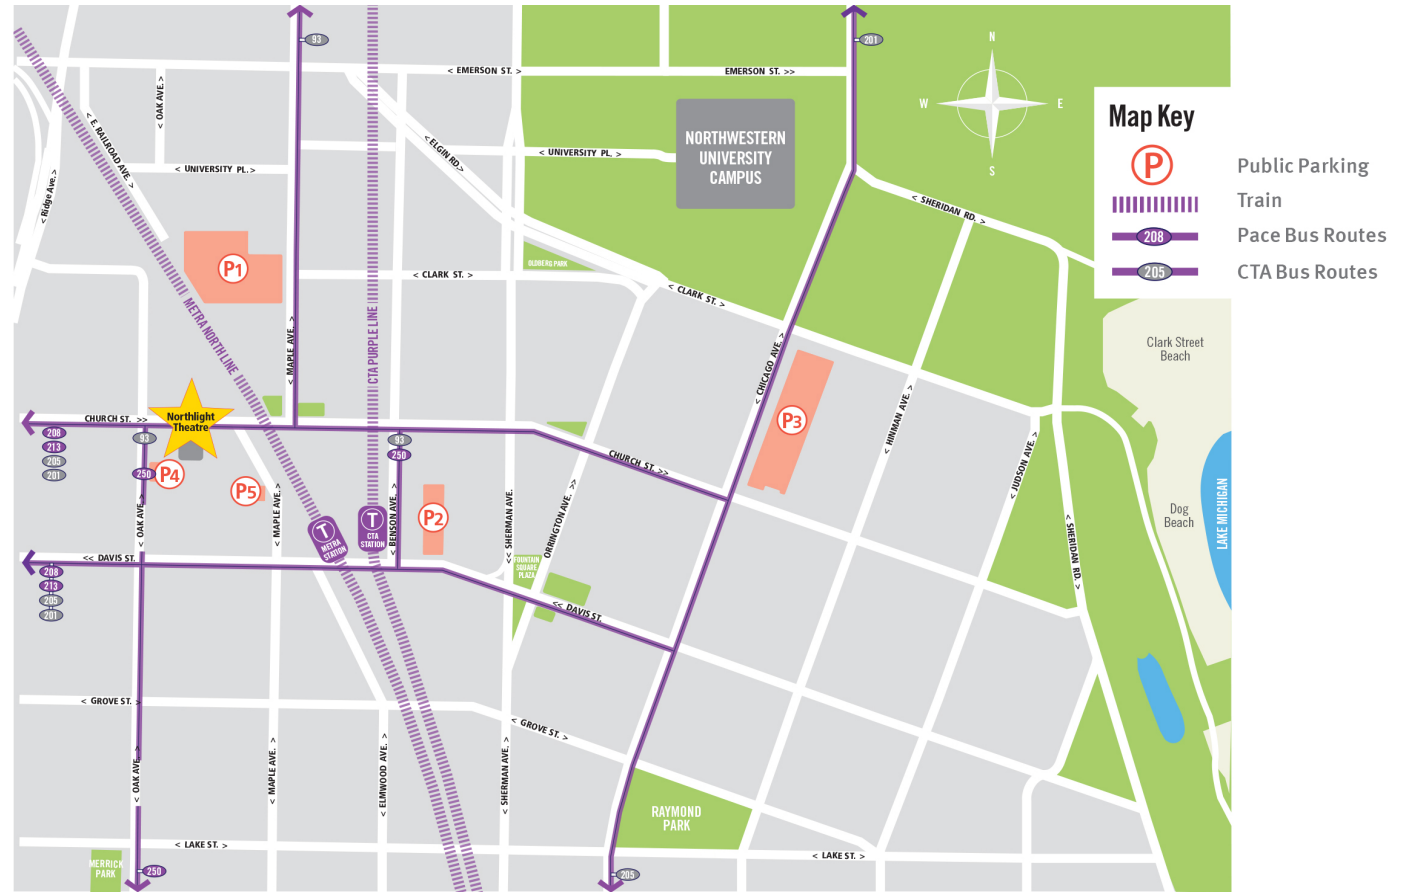 93
201
N
W
E
S
< EMERSON ST. >
EMERSON ST. >>
< OAK AVE. >
< E. RAILROAD AVE. >
< ELGIN RD. >
< Ridge Ave. >
< UNIVERSITY PL. >
< UNIVERSITY PL. >
NORTHWESTERN
UNIVERSITY
CAMPUS
Map Key
P
Public Parking
Train
208
Pace Bus Routes
205
CTA Bus Routes
< SHERIDAN RD. >
P1
OLDBERG PARK
< CLARK ST. >
< CLARK ST. >
METRA NORTH LINE
CTA PURPLE LINE
< MAPLE AVE. >
< CHICAGO AVE. >
Clark Street
Beach
CHURCH ST. >>
Northlight
Theatre
P3
< HINMAN AVE. >
208
213
205
201
93
250
93
250
P4
P5
CHURCH ST. >>
< JUDSON AVE. >
< OAK AVE. >
< MAPLE AVE. >
T
METRA
STATION
T
CTA
STATION
< BENSON AVE. >
P2
<< SHERMAN AVE.
ORRINGTON AVE. >>
Dog
Beach
LAKE MICHIGAN
< SHERIDAN RD. >
<< DAVIS ST.
208
213
205
201
FOUNTAIN
SQUARE
PLAZA
<< DAVIS ST.
< GROVE ST. >
< GROVE ST. >
< OAK AVE. >
< MAPLE AVE. >
< ELMWOOD AVE. >
< SHERMAN AVE. >
RAYMOND
PARK
< LAKE ST. >
< LAKE ST. >
MERRICK
PARK
250
205